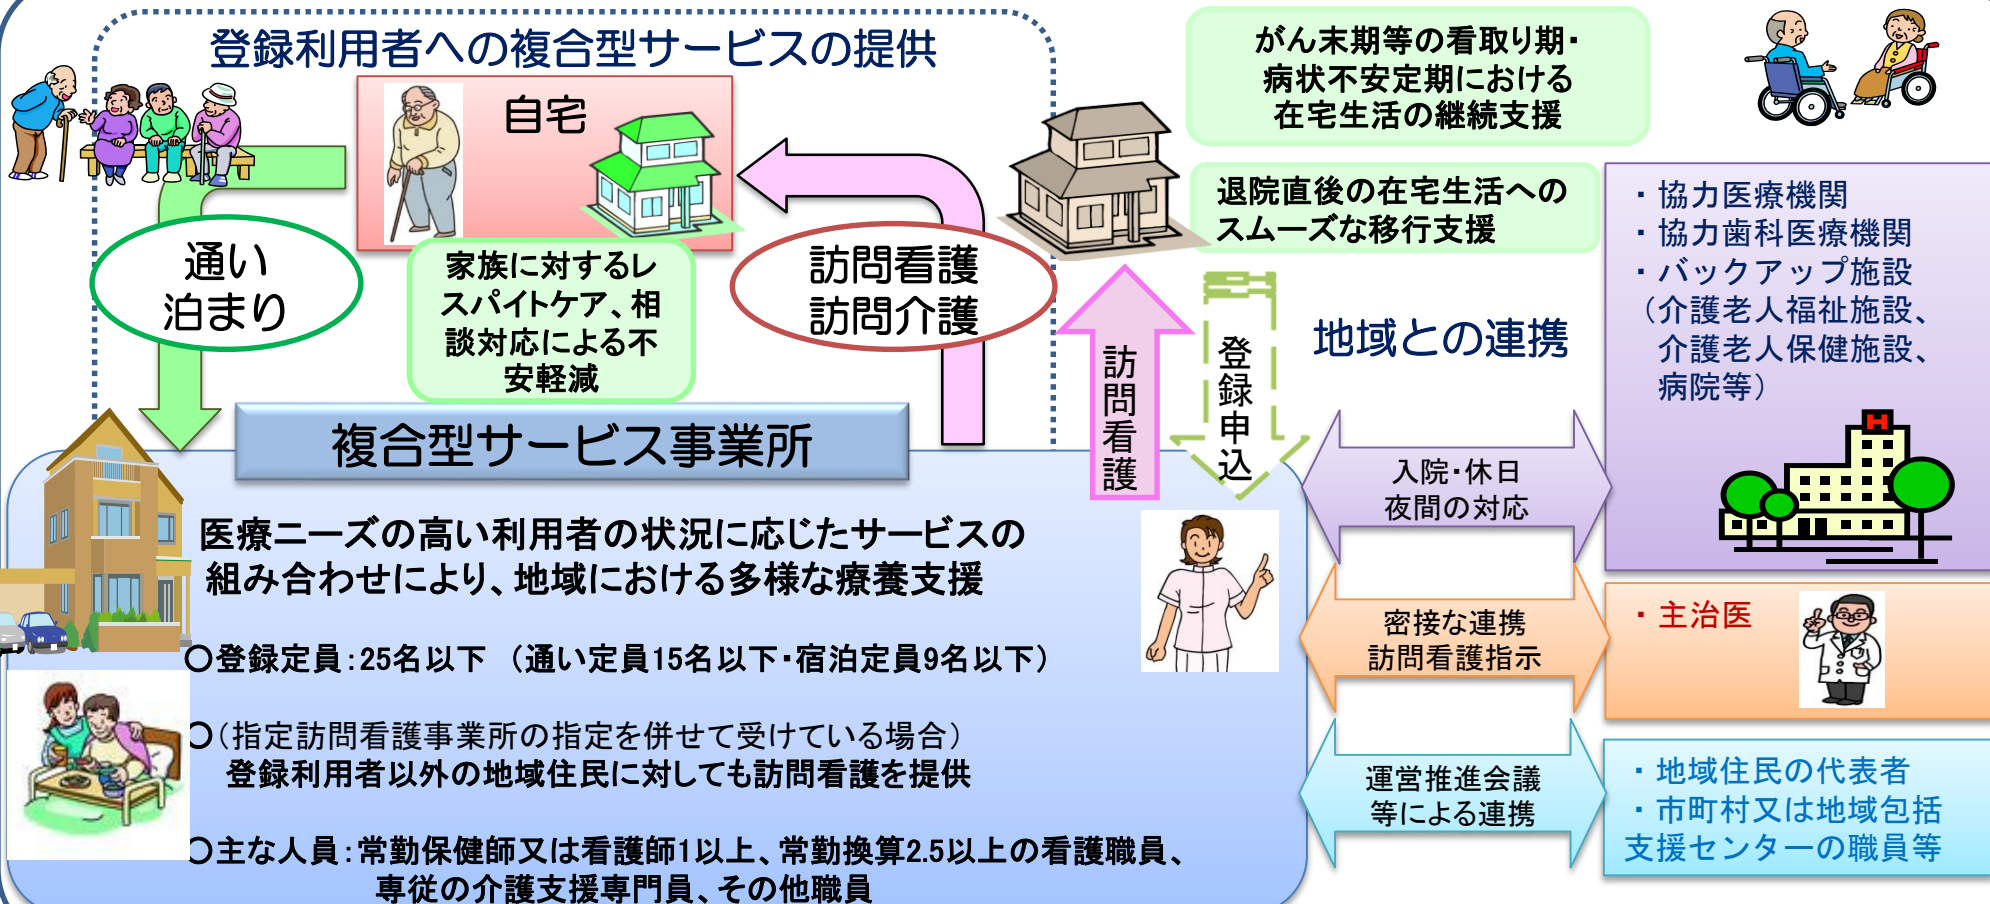 登録利用者への複合型サービスの提供
自宅
通い
泊まり
家族に対するレ
スパイトケア、相
談対応による不
安軽減
訪問看護
訪問介護
がん末期等の看取り期・
病状不安定期における
在宅生活の継続支援
退院直後の在宅生活への
スムーズな移行支援
訪問看護
登録申込
地域との連携
・協力医療機関
・協力歯科医療機関
・バックアップ施設
（介護老人福祉施設、
介護老人保健施設、
病院等）
H
複合型サービス事業所
医療ニーズの高い利用者の状況に応じたサービスの
組み合わせにより、地域における多様な療養支援
○登録定員：25名以下 （通い定員15名以下・宿泊定員9名以下）
○（指定訪問看護事業所の指定を併せて受けている場合）
登録利用者以外の地域住民に対しても訪問看護を提供
○主な人員：常勤保健師又は看護師1以上、常勤換算2.5以上の看護職員、
専従の介護支援専門員、その他職員
入院・休日
夜間の対応
密接な連携
訪問看護指示
・主治医
運営推進会議
等による連携
・地域住民の代表者
・市町村又は地域包括
支援センターの職員等